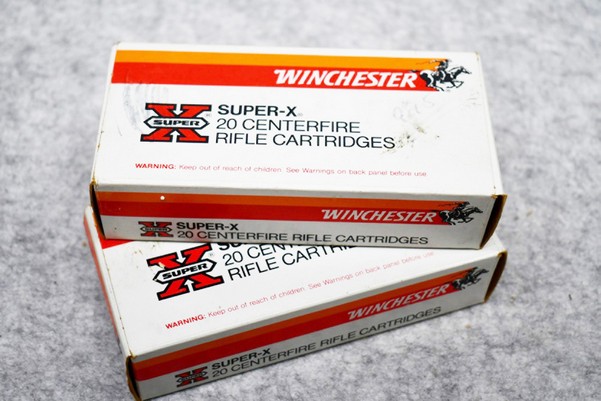 WINCHESTER
X SUPER
SUPER-X®
20 CENTERFIRE
RIFLE CARTRIDGES
WARNING: Keep out of reach of children. See Warnings on back panel before use.
WINCHESTER
X SUPER
SUPER-X
20 CENTERFIRE RIFLE CARTRIDGES
X SUPER
20 CENTERFIRE
RIFLE
WARNING: Keep out of reach of children. See Warnings on back panel before use.
WINCHESTER
X SUPER
SUPER-X
20 CENTERFIRE RIFLE CARTRIDGES